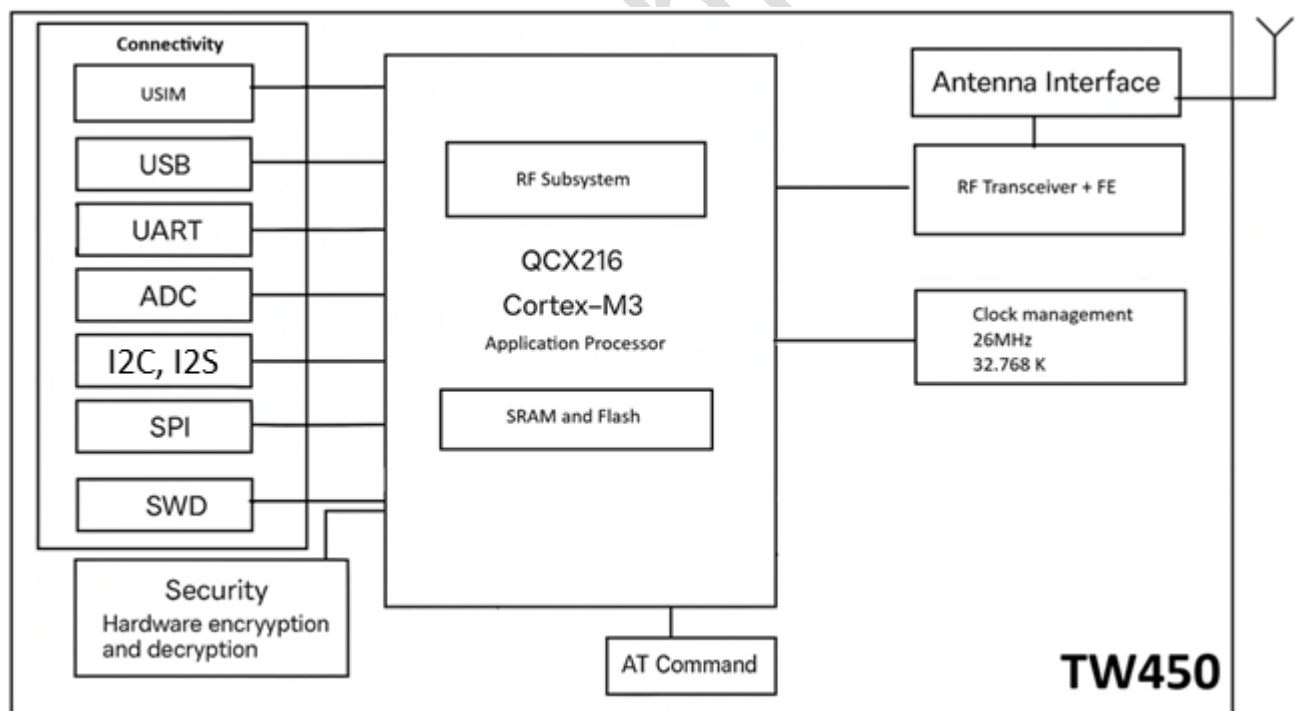 Connectivity
USIM
USB
UART
ADC
I2C, I2S
SPI
SWD
Security
Hardware encryyption
and decryption
RF Subsystem
QCX216
Cortex–M3
Application Processor
SRAM and Flash
AT Command
Antenna Interface
RF Transceiver + FE
Clock management
26MHz
32.768 K
TW450